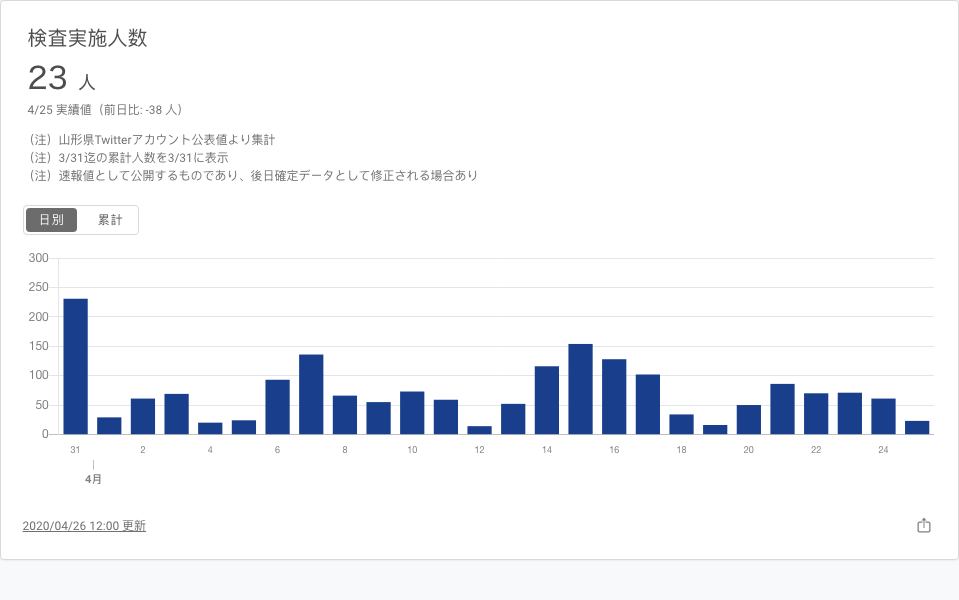 検査実施人数
23 人
4/25 実績値（前日比: -38 人）
（注）山形県Twitterアカウント公表値より集計
（注）3/31迄の累計人数を3/31に表示
（注）速報値として公開するものであり、後日確定データとして修正される場合あり
日別 累計
300
250
200
150
100
50
0
31 2 4 6 8 10 12 14 16 18 20 22 24
4月
2020/04/26 12:00 更新